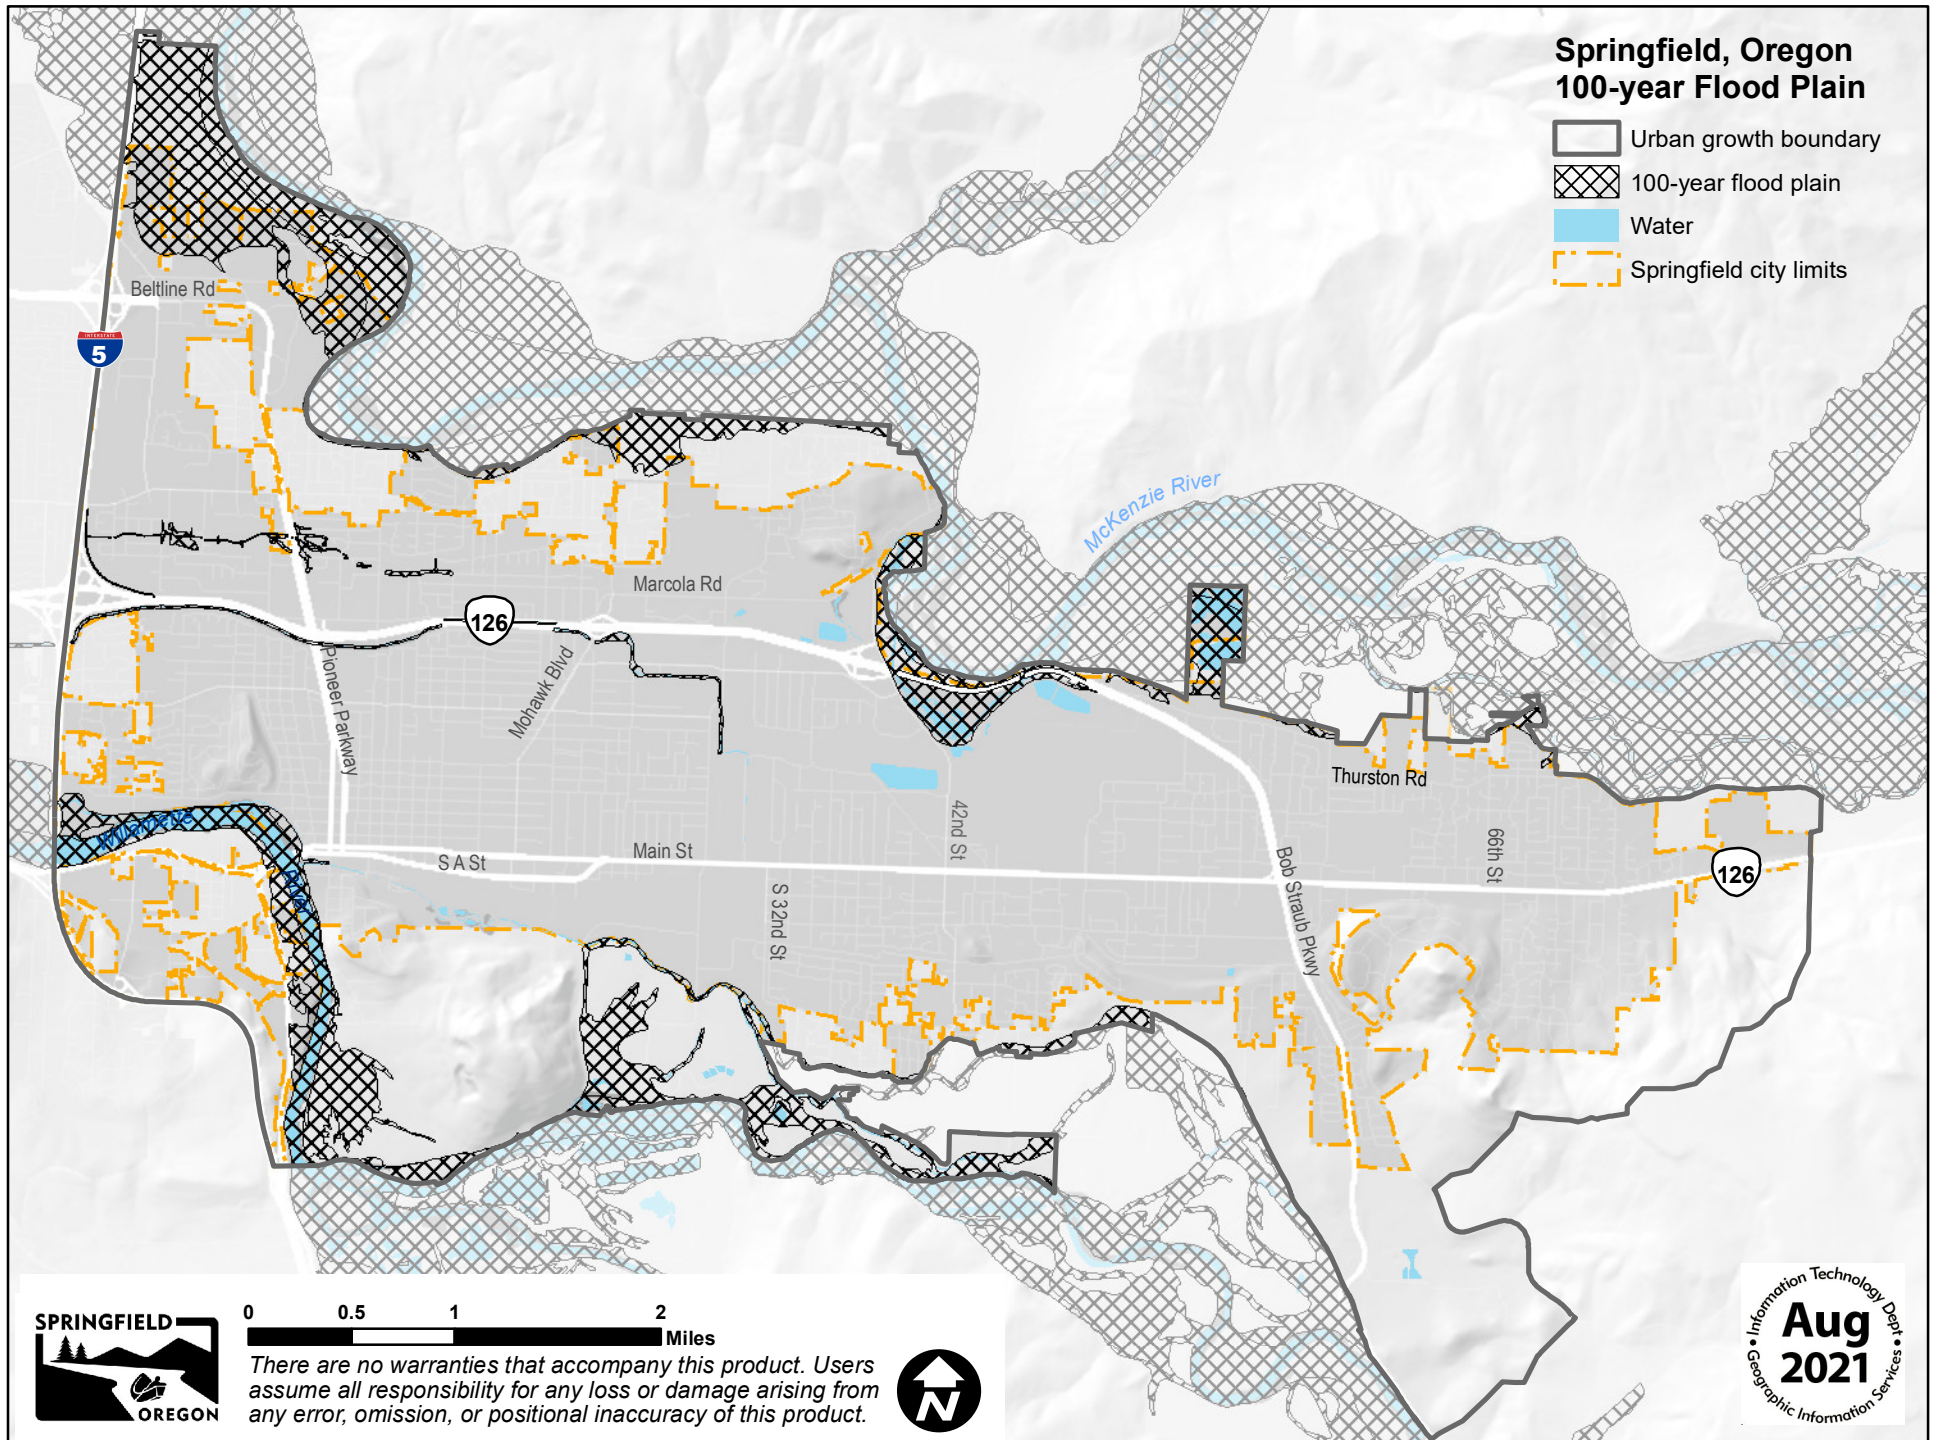 Springfield, Oregon
100-year Flood Plain
Urban growth boundary
100-year flood plain
Water
Springfield city limits
Beltline Rd
INTERSTATE
5
McKenzie River
Marcola Rd
126
Mohawk Blvd
Pioneer Parkway
Thurston Rd
Willamette
River
42nd St
Main St
S A St
66th St
126
Bob Straub Pkwy
S 32nd St
SPRINGFIELD
OREGON
0 0.5 1 2
Miles
There are no warranties that accompany this product. Users
assume all responsibility for any loss or damage arising from
any error, omission, or positional inaccuracy of this product.
N
• Information Technology Dept •
Aug
2021
Geographic Information Services